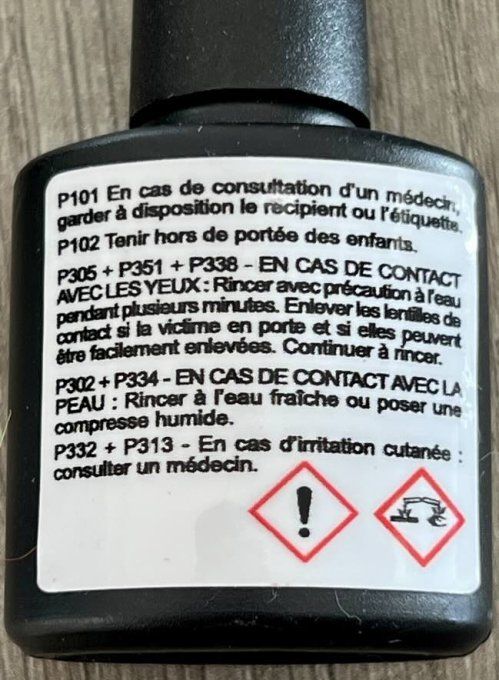 P101 En cas de consultation d'un médecin,
garder à disposition le recipient ou l'étiquette.
P102 Tenir hors de portée des enfants.
P305 + P351 + P338 - EN CAS DE CONTACT
AVEC LES YEUX : Rincer avec précaution à l'eau
pendant plusieurs minutes. Enlever les lentilles de
contact si la victime en porte et si elles peuvent
être facilement enlevées. Continuer à rincer.
P302 + P334 - EN CAS DE CONTACT AVEC LA
PEAU : Rincer à l'eau fraîche ou poser une
compresse humide.
P332 + P313 - En cas d'irritation cutanée :
consulter un médecin.